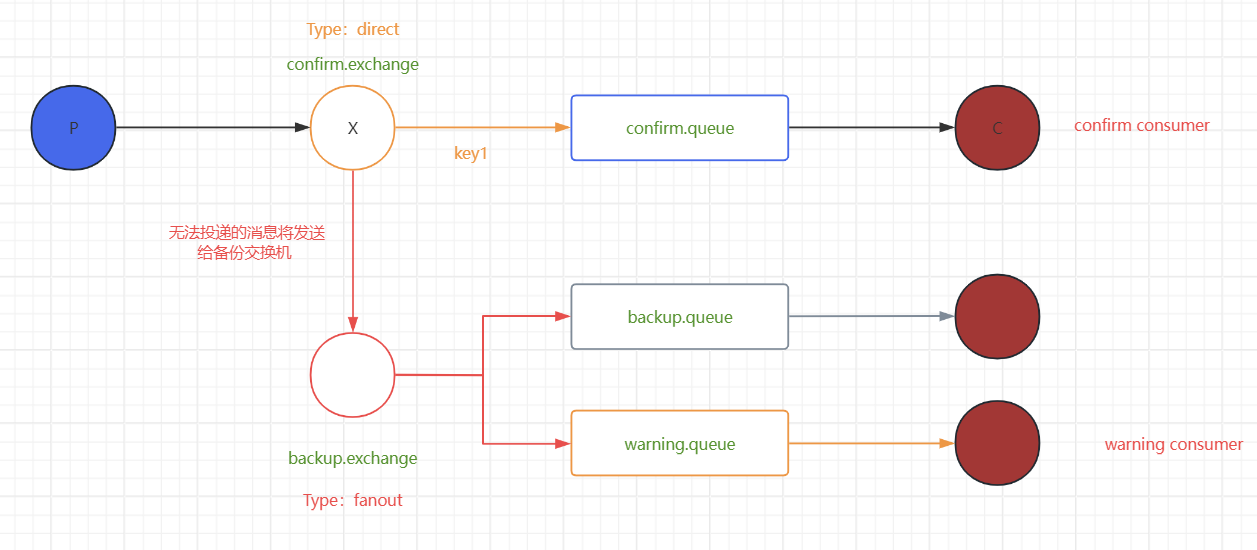 Type：direct
confirm.exchange
P
X
key1
confirm.queue
C
confirm consumer
无法投递的消息将发送
给备份交换机
backup.queue
warning.queue
warning consumer
backup.exchange
Type：fanout